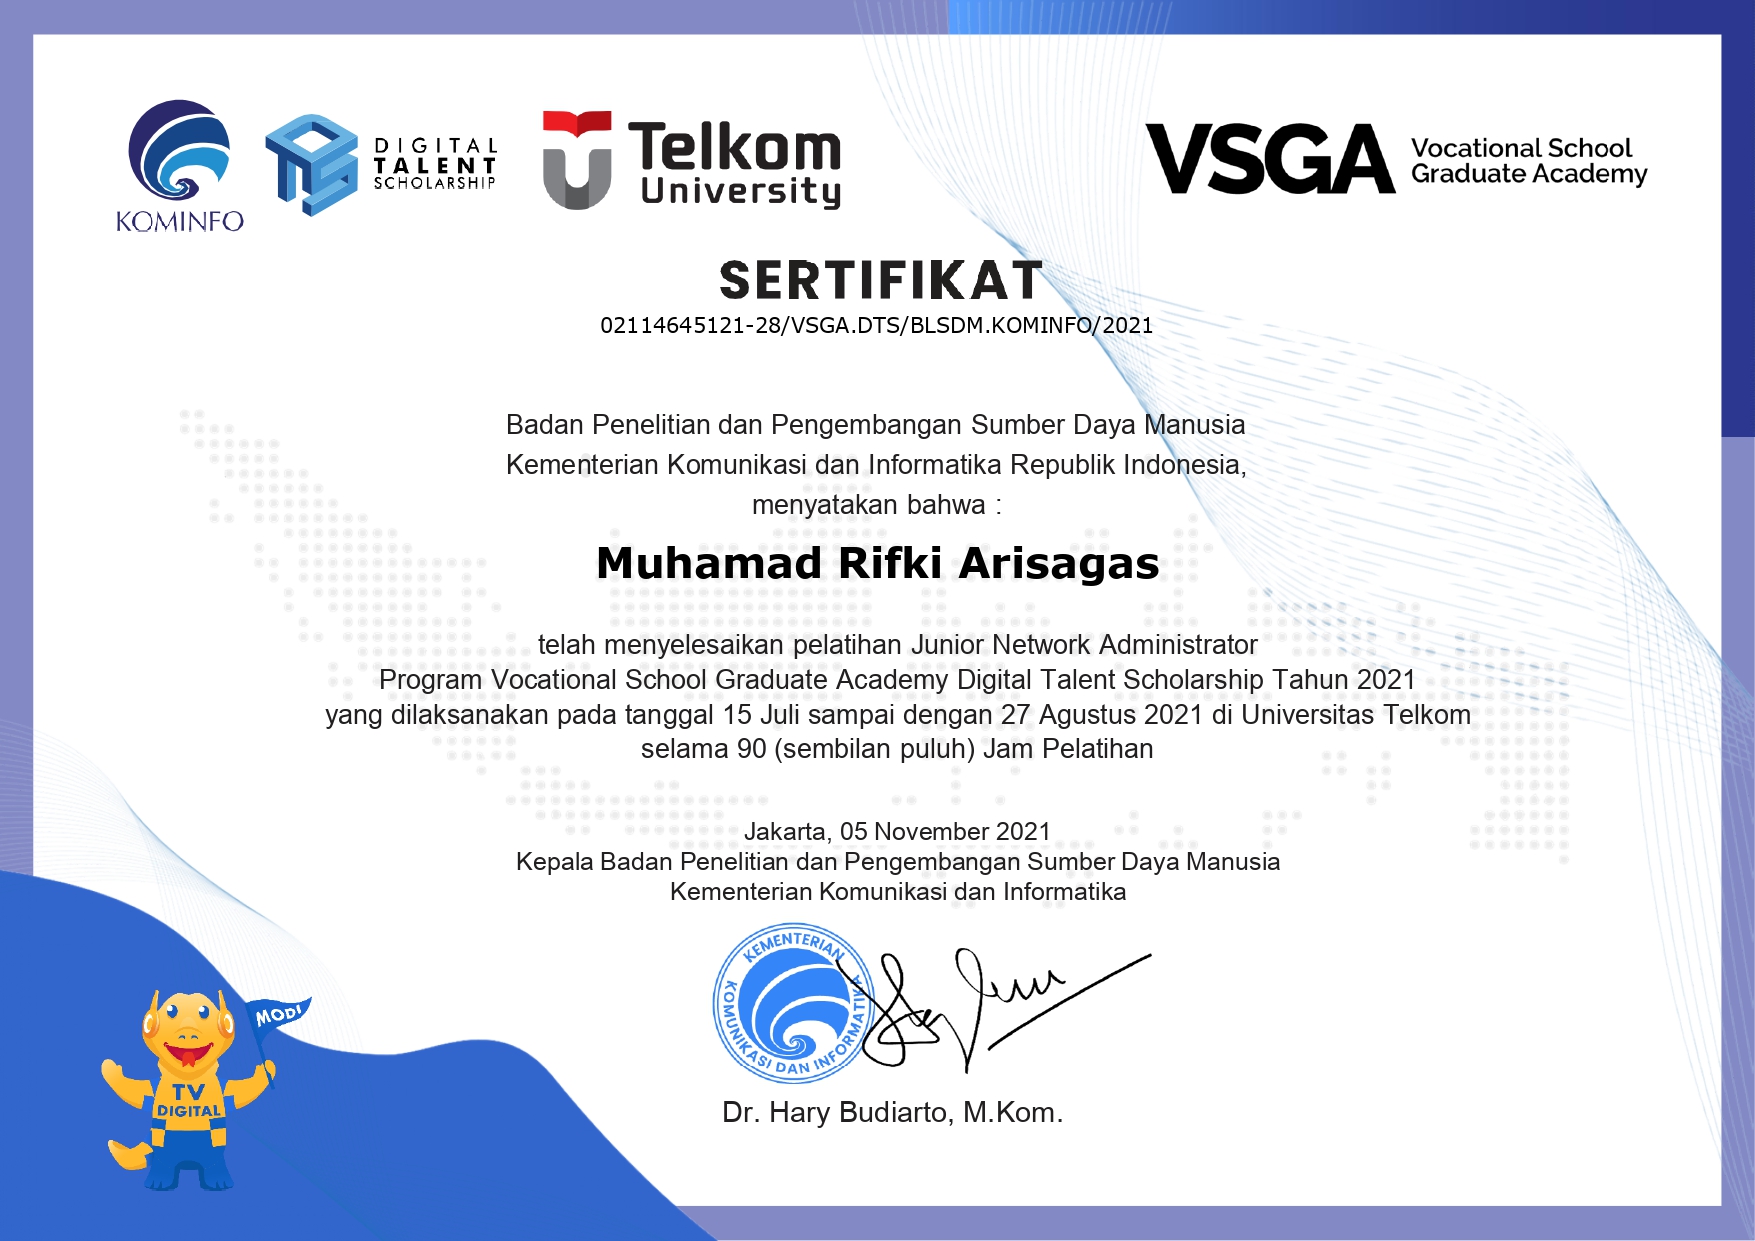 KOMINFO
DIGITAL
TALENT
SCHOLARSHIP
Telkom
University
VSGA
Vocational School
Graduate Academy
SERTIFIKAT
02114645121-28/VSGA.DTS/BLSDM.KOMINFO/2021
Badan Penelitian dan Pengembangan Sumber Daya Manusia
Kementerian Komunikasi dan Informatika Republik Indonesia,
menyatakan bahwa :
Muhamad Rifki Arisagas
telah menyelesaikan pelatihan Junior Network Administrator
Program Vocational School Graduate Academy Digital Talent Scholarship Tahun 2021
yang dilaksanakan pada tanggal 15 Juli sampai dengan 27 Agustus 2021 di Universitas Telkom
selama 90 (sembilan puluh) Jam Pelatihan
Jakarta, 05 November 2021
Kepala Badan Penelitian dan Pengembangan Sumber Daya Manusia
Kementerian Komunikasi dan Informatika
KEMENTERIAN
KOMUNIKASI DAN INFORMATIKA
MODI
TV
DIGITAL
Dr. Hary Budiarto, M.Kom.